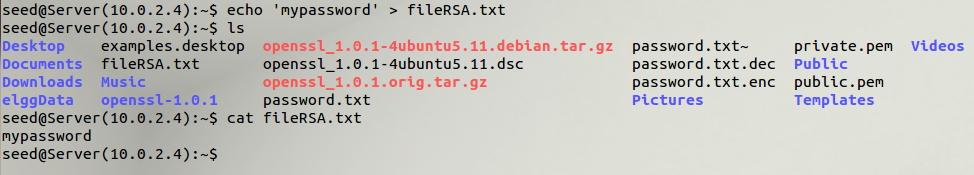 seed@Server(10.0.2.4):~$ echo 'mypassword' > fileRSA.txt
seed@Server(10.0.2.4):~$ ls
Desktop examples.desktop openssl_1.0.1-4ubuntu5.11.debian.tar.gz password.txt~ private.pem Videos
Documents fileRSA.txt openssl_1.0.1-4ubuntu5.11.dsc password.txt.dec Public
Downloads Music openssl_1.0.1.orig.tar.gz password.txt.enc public.pem
elggData openssl-1.0.1 password.txt Pictures Templates
seed@Server(10.0.2.4):~$ cat fileRSA.txt
mypassword
seed@Server(10.0.2.4):~$